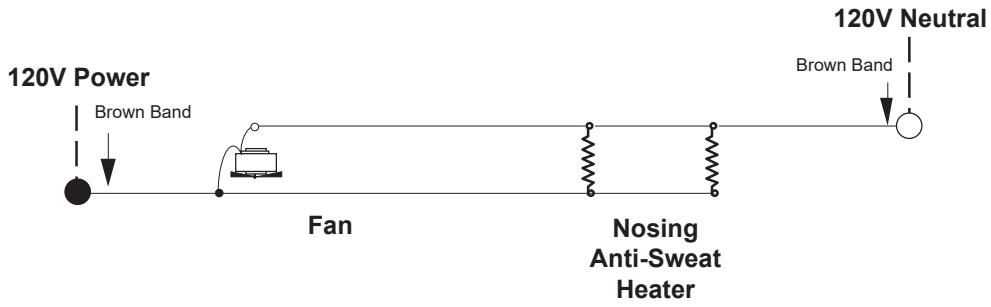 120V Neutral
Brown Band
120V Power
Brown Band
Fan
Nosing
Anti-Sweat
Heater